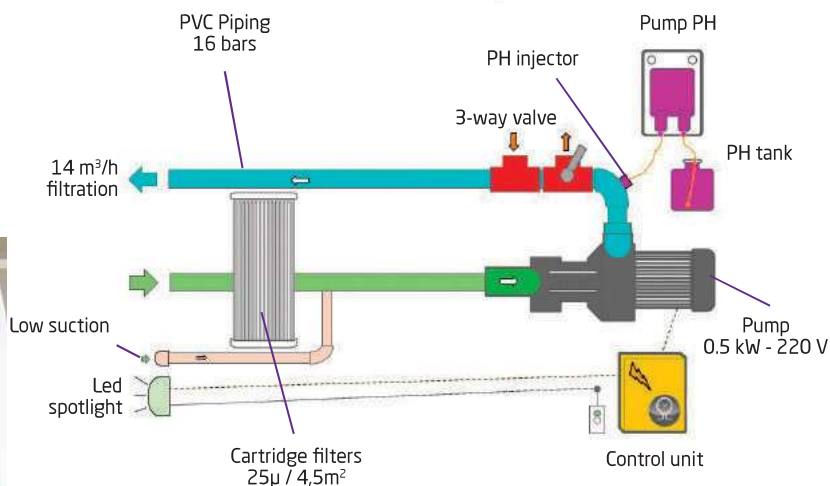 PVC Piping
16 bars
Pump PH
PH injector
3-way valve
PH tank
14 m³/h
filtration
Low suction
Pump
0.5 kW - 220 V
Led
spotlight
Cartridge filters
25µ / 4,5m²
Control unit